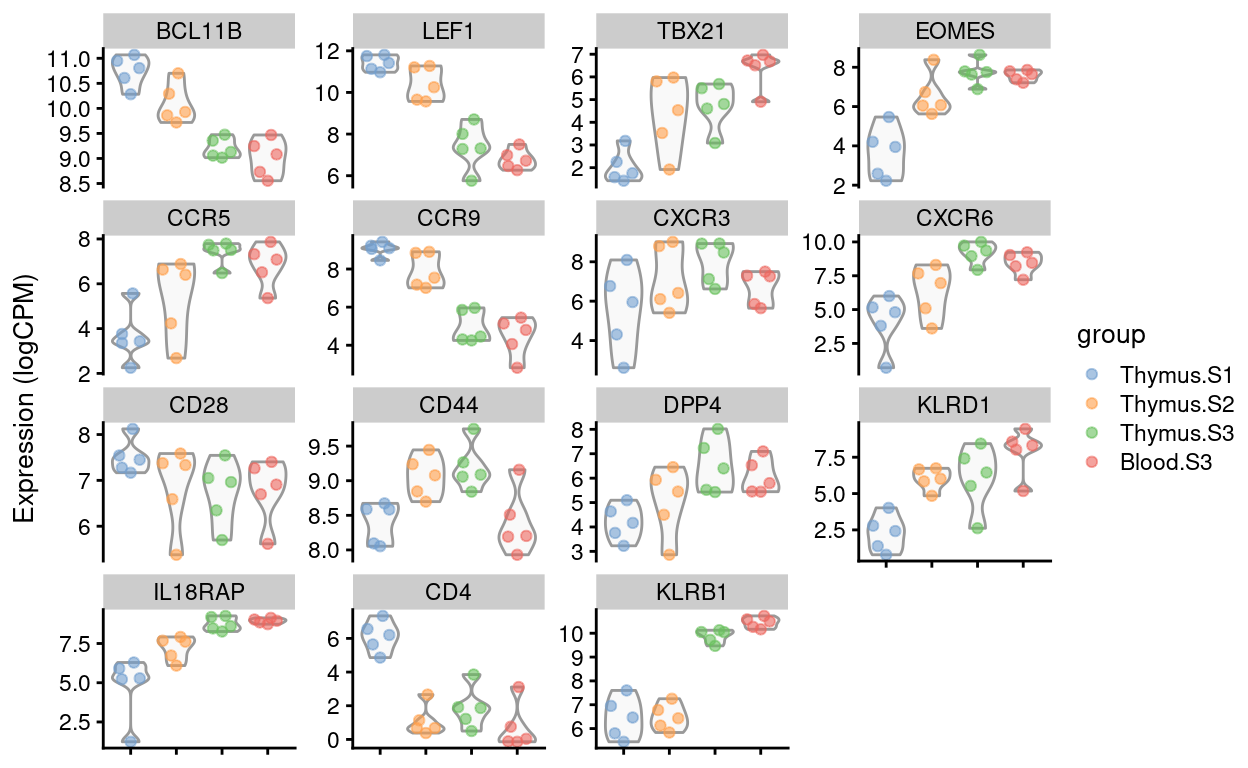 BCL11B LEF1 TBX21 EOMES
11.0 10.5 10.0 9.5 9.0 8.5
12 10 8 6
7 6 5 4 3 2
8 6 4 2
CCR5 CCR9 CXCR3 CXCR6
8 6 4 2
8 6 4
8 6 4
10.0 7.5 5.0 2.5
CD28 CD44 DPP4 KLRD1
8 7 6
9.5 9.0 8.5 8.0
8 7 6 5 4 3
7.5 5.0 2.5
IL18RAP CD4 KLRB1
7.5 5.0 2.5
6 4 2 0
10 9 8 7 6
Expression (logCPM)
group
Thymus.S1
Thymus.S2
Thymus.S3
Blood.S3